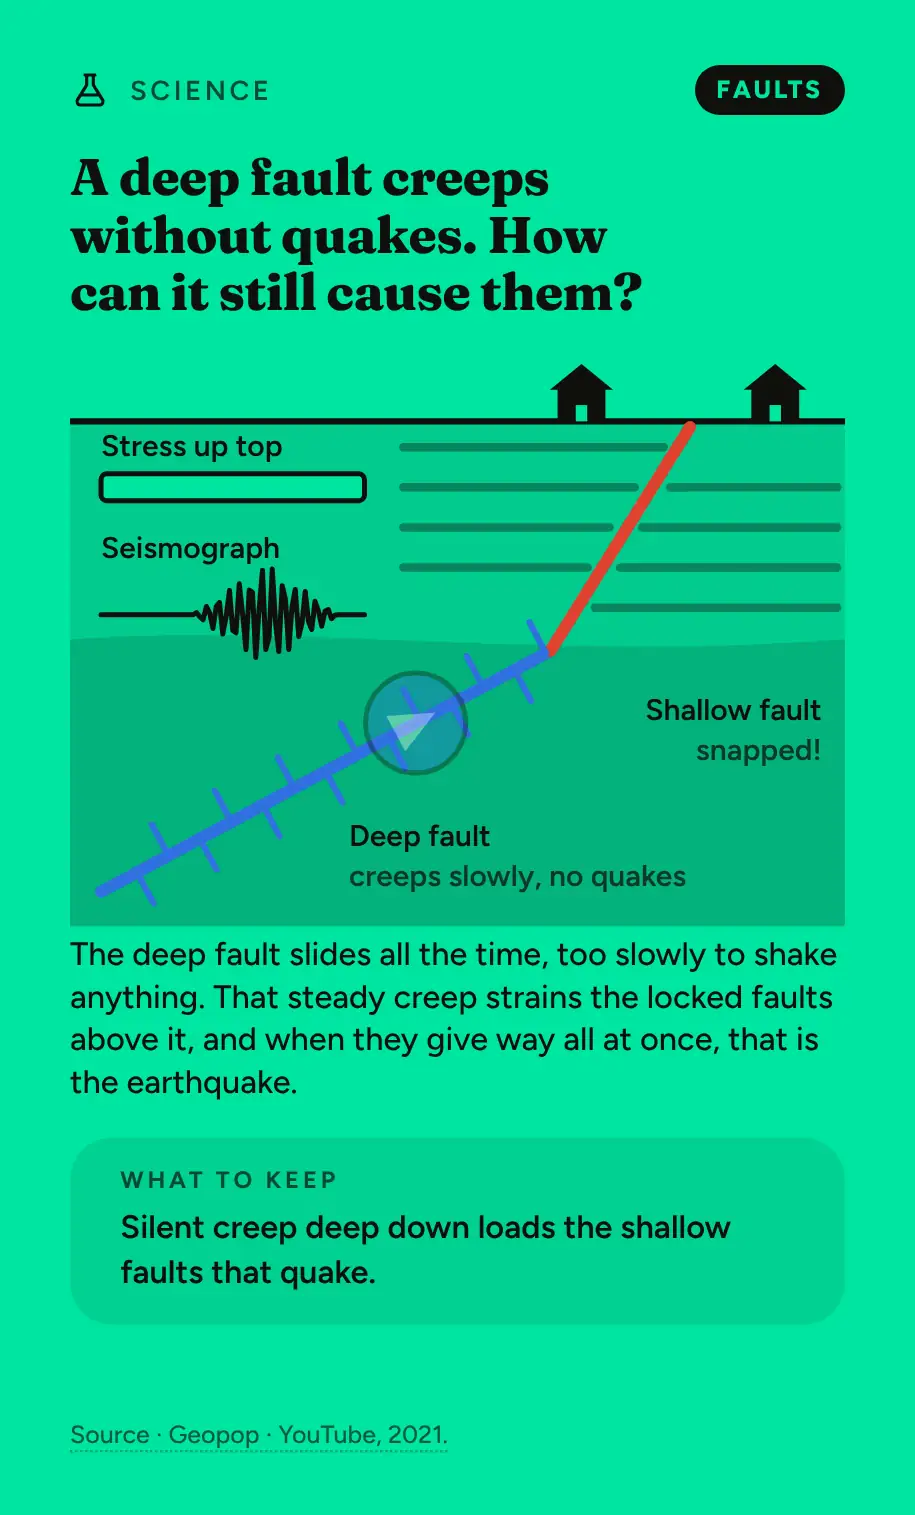 SCIENCE
FAULTS
A deep fault creeps
without quakes. How
can it still cause them?
Stress up top
Seismograph
Shallow fault
snapped!
Deep fault
creeps slowly, no quakes
The deep fault slides all the time, too slowly to shake
anything. That steady creep strains the locked faults
above it, and when they give way all at once, that is
the earthquake.
WHAT TO KEEP
Silent creep deep down loads the shallow
faults that quake.
Source · Geopop · YouTube, 2021.